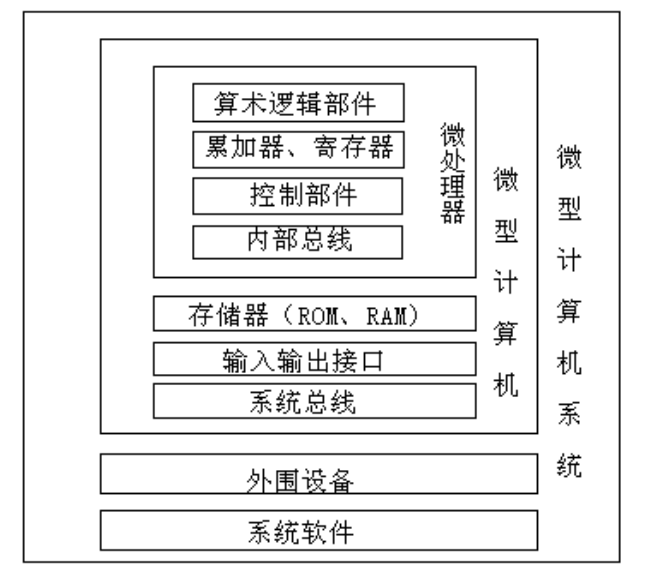 算术逻辑部件
累加器、寄存器
控制部件
内部总线
微处理器
存储器（ROM、RAM）
输入输出接口
系统总线
微型计算机
外围设备
系统软件
微型计算机系统